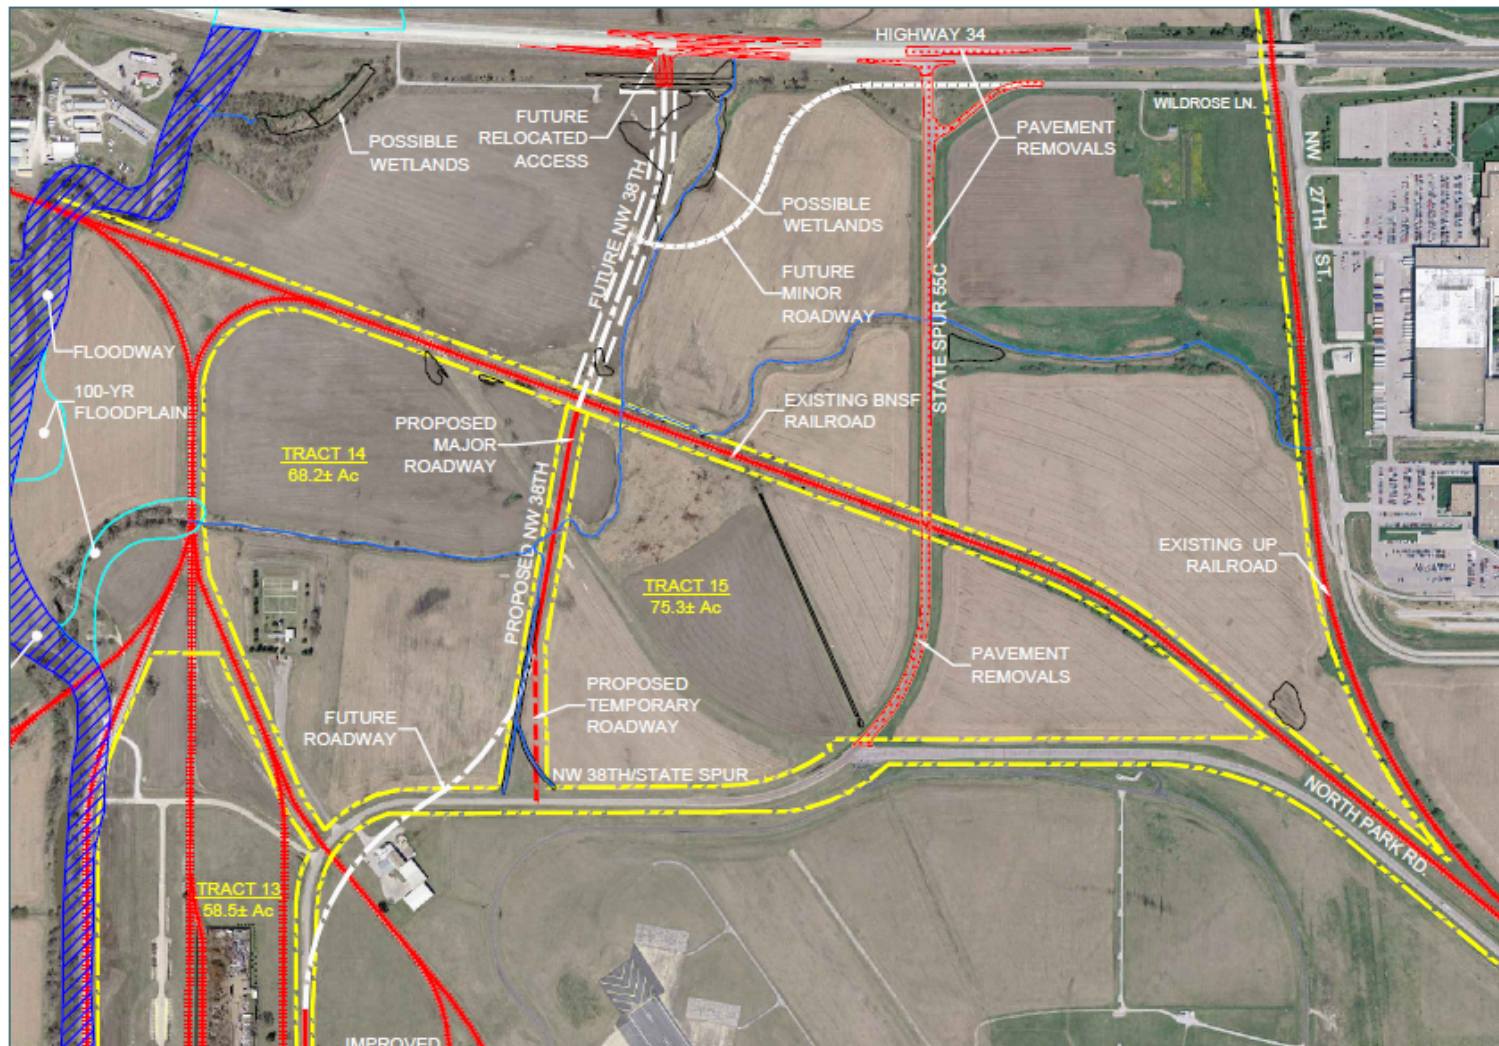 HIGHWAY 34
WILDROSE LN.
NW 27TH ST.
FUTURE
RELOCATED
ACCESS
POSSIBLE
WETLANDS
PAVEMENT
REMOVALS
POSSIBLE
WETLANDS
FUTURE NW 38TH
FUTURE
MINOR
ROADWAY
STATE SPUR 55C
FLOODWAY
100-YR
FLOODPLAIN
PROPOSED
MAJOR
ROADWAY
EXISTING BNSF
RAILROAD
TRACT 14
68.2± Ac
PROPOSED NW 38TH
EXISTING UP
RAILROAD
TRACT 15
75.3± Ac
PAVEMENT
REMOVALS
PROPOSED
TEMPORARY
ROADWAY
FUTURE
ROADWAY
NW 38TH/STATE SPUR
NORTH PARK RD.
TRACT 13
58.5± Ac
IMPROVED